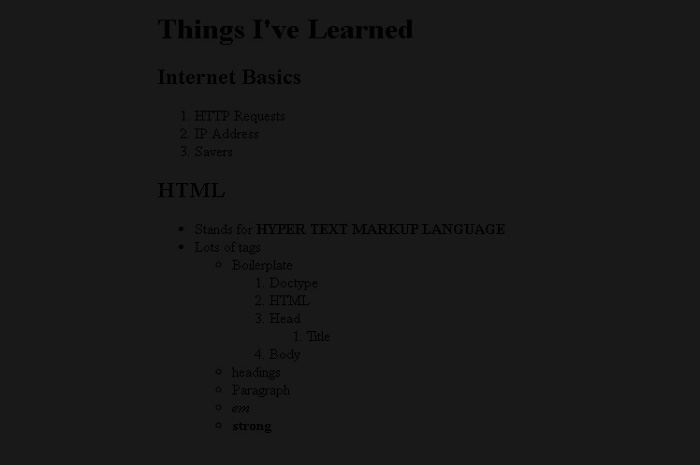 Things I've Learned
Internet Basics
1. HTTP Requests
2. IP Address
3. Savers
HTML
• Stands for HYPER TEXT MARKUP LANGUAGE
• Lots of tags
○ Boilerplate
1. Doctype
2. HTML
3. Head
1. Title
4. Body
○ headings
○ Paragraph
○ em
○ strong